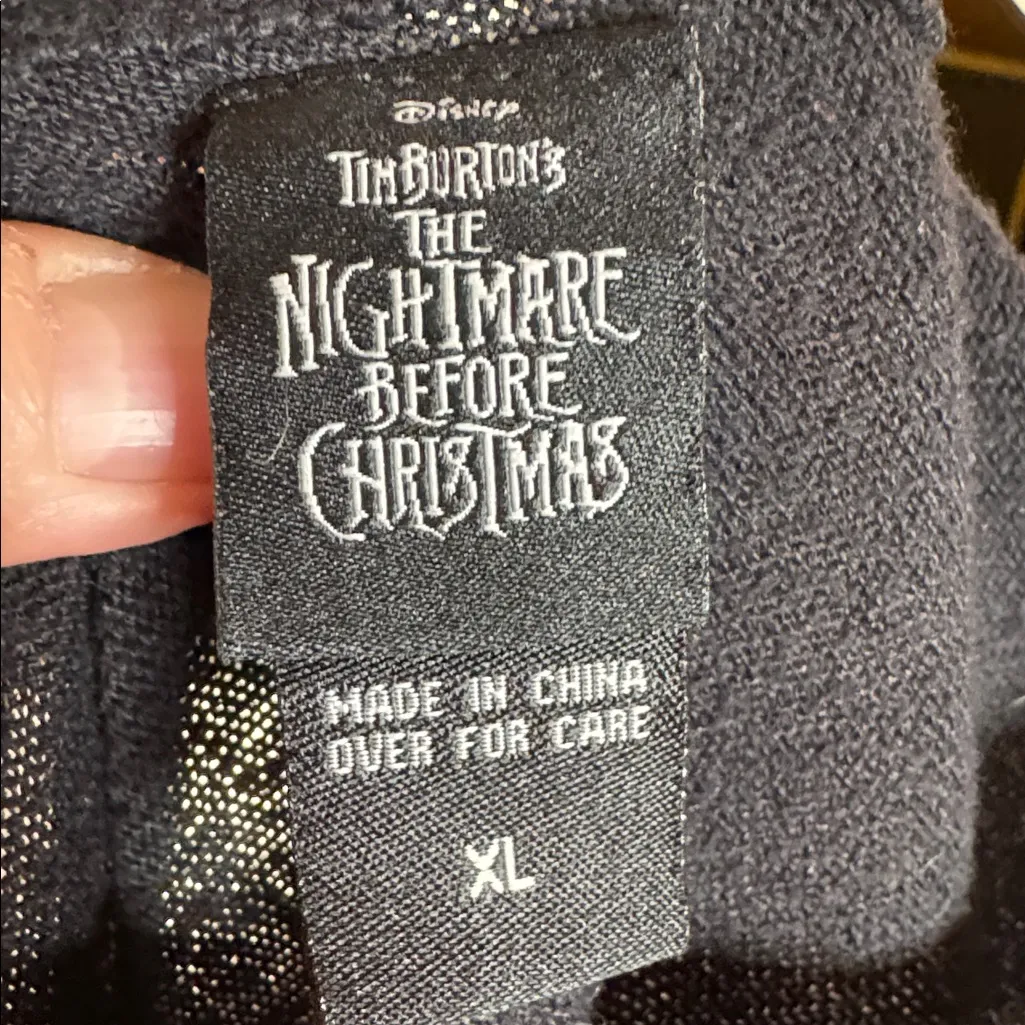 Disney
Tim Burton's
The
Nightmare
Before
Christmas
MADE IN CHINA
OVER FOR CARE
XL